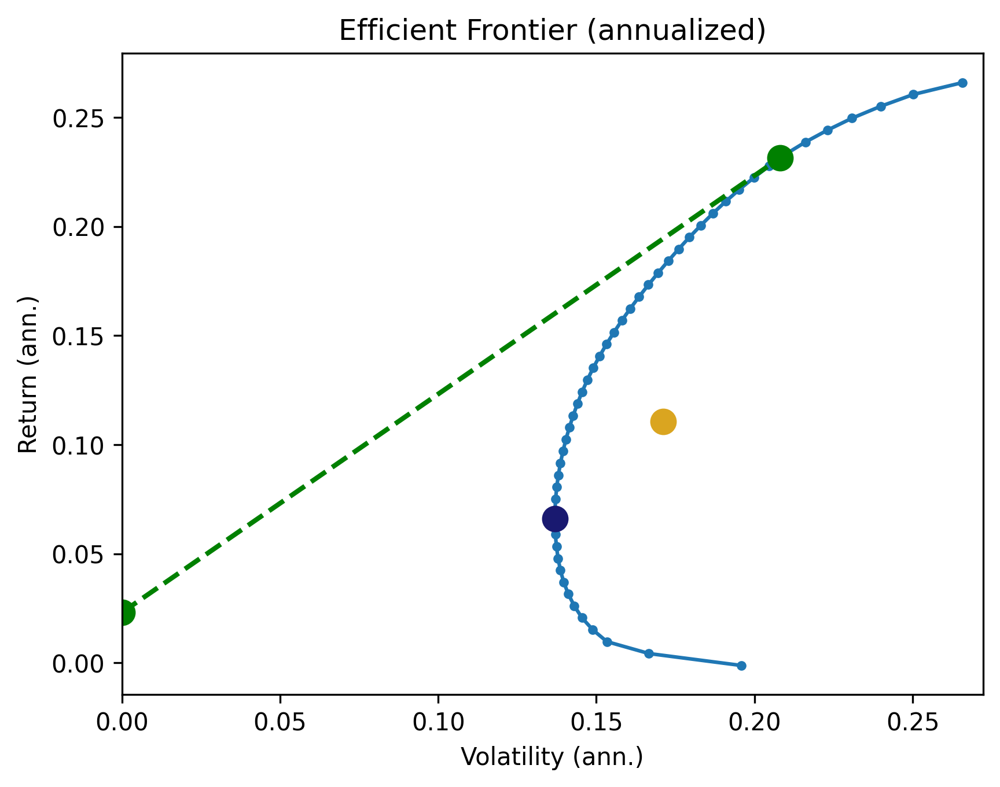 Efficient Frontier (annualized)
0.25
0.20
0.15
0.10
0.05
0.00
Return (ann.)
0.00 0.05 0.10 0.15 0.20 0.25
Volatility (ann.)